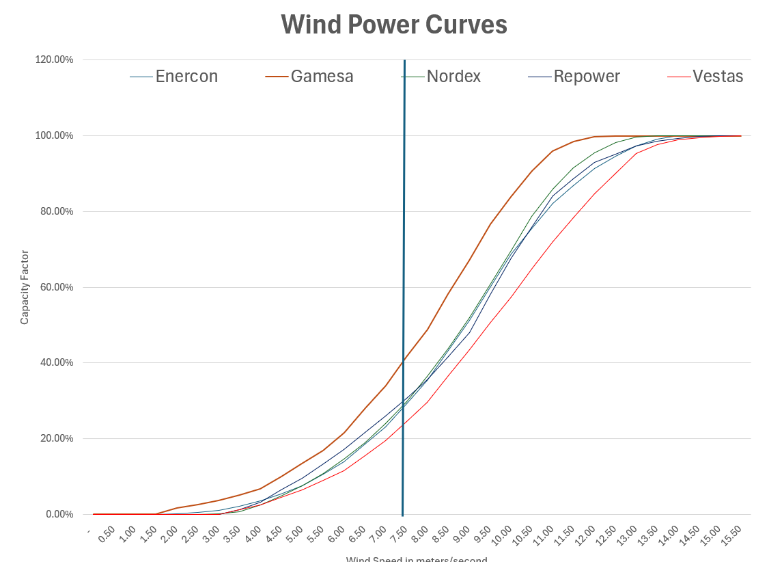 Wind Power Curves
120.00%
Enercon Gamesa Nordex Repower Vestas
100.00%
80.00%
60.00%
40.00%
20.00%
0.00%
Capacity Factor
- 0.50 1.00 1.50 2.00 2.50 3.00 3.50 4.00 4.50 5.00 5.50 6.00 6.50 7.00 7.50 8.00 8.50 9.00 9.50 10.00 10.50 11.00 11.50 12.00 12.50 13.00 13.50 14.00 14.50 15.00 15.50
Wind Speed in meters/second